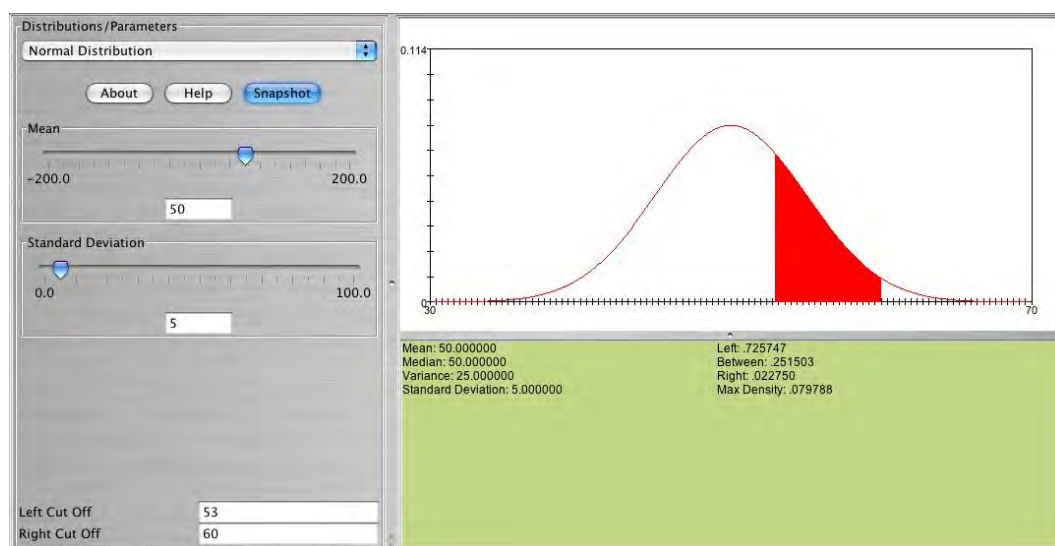 Distributions/Parameters
Normal Distribution
About Help Snapshot
Mean
-200.0 200.0
50
Standard Deviation
0.0 100.0
5
Left Cut Off 53
Right Cut Off 60
0.114
0
30 70
Mean: 50.000000
Median: 50.000000
Variance: 25.000000
Standard Deviation: 5.000000
Left: .725747
Between: .251503
Right: .022750
Max Density: .079788